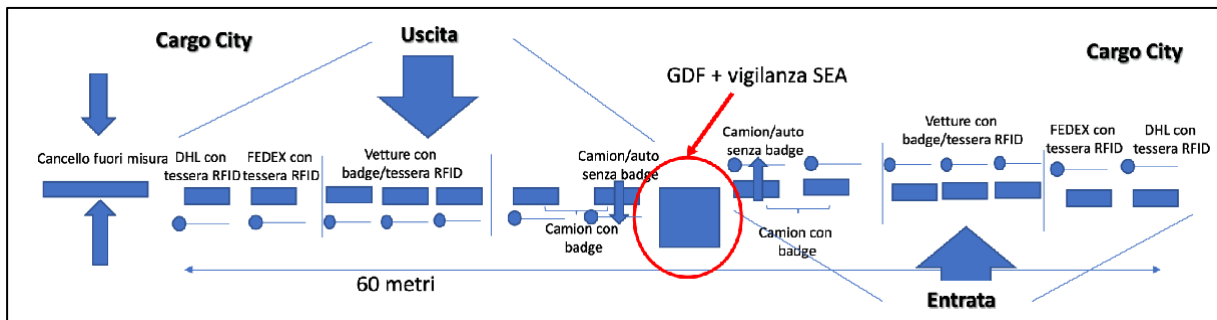 Cargo City
Uscita
Cargo City
GDF + vigilanza SEA
Cancello fuori misura
DHL con
tessera RFID
FEDEX con
tessera RFID
Vetture con
badge/tessera RFID
Camion/auto
senza badge
Camion con
badge
Camion/auto
senza badge
Camion con
badge
Vetture con
badge/tessera RFID
FEDEX con
tessera RFID
DHL con
tessera RFID
60 metri
Entrata